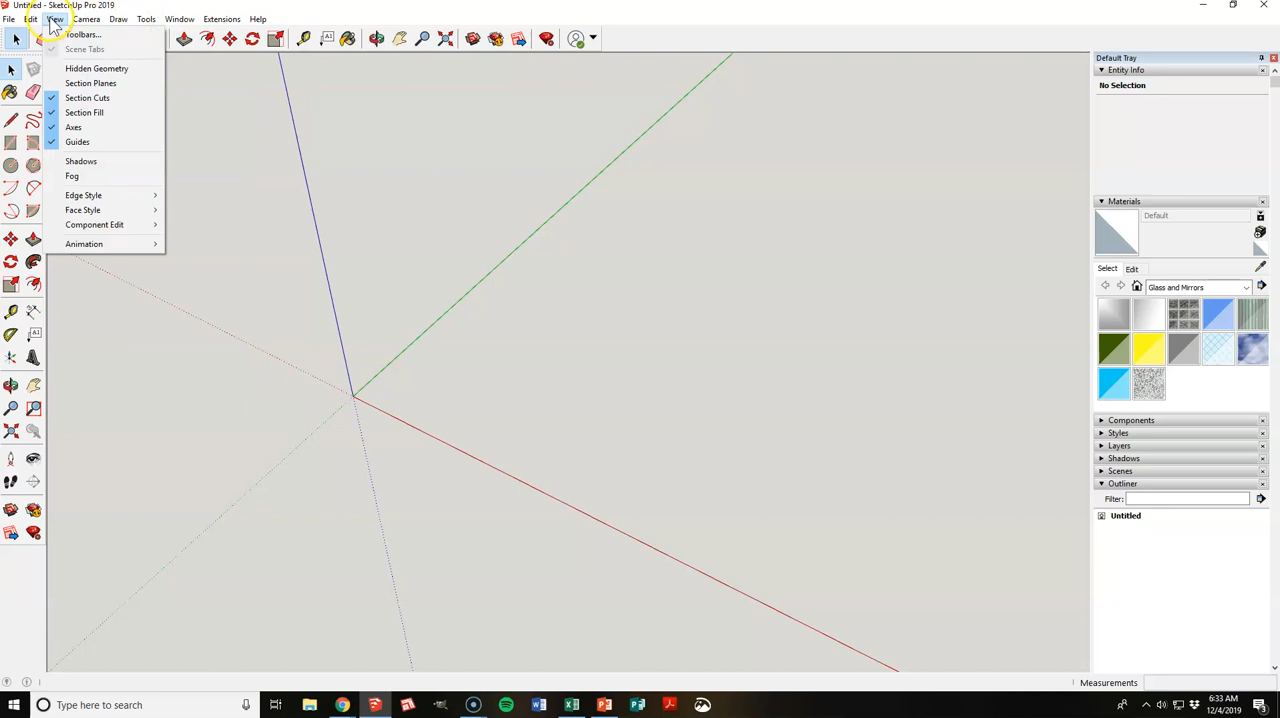 Untitled - SketchUp Pro 2019
File Edit View Camera Draw Tools Window Extensions Help
Toolbars...
Scene Tabs
Hidden Geometry
Section Planes
Section Cuts
Section Fill
Axes
Guides
Shadows
Fog
Edge Style
Face Style
Component Edit
Animation
Default Tray
Entity Info
No Selection
Materials
Default
Select Edit
Glass and Mirrors
Components
Styles
Layers
Shadows
Scenes
Outliner
Filter:
Untitled
Measurements
Type here to search
6:33 AM
12/4/2019